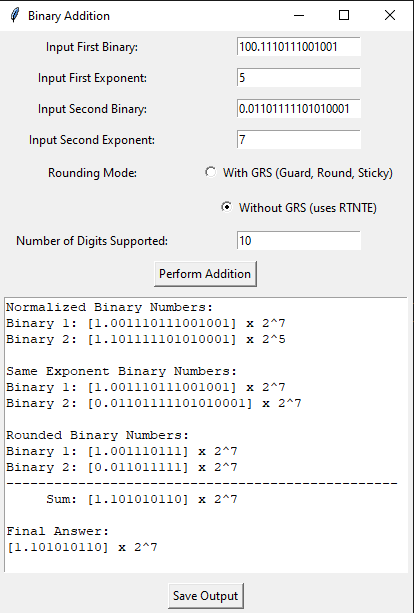 Binary Addition
Input First Binary: 100.1110111001001
Input First Exponent: 5
Input Second Binary: 0.01101111101010001
Input Second Exponent: 7
Rounding Mode: With GRS (Guard, Round, Sticky)
Without GRS (uses RTNTE)
Number of Digits Supported: 10
Perform Addition
Normalized Binary Numbers:
Binary 1: [1.001110111001001] x 2^7
Binary 2: [1.101111101010001] x 2^5
Same Exponent Binary Numbers:
Binary 1: [1.001110111001001] x 2^7
Binary 2: [0.01101111101010001] x 2^7
Rounded Binary Numbers:
Binary 1: [1.001110111] x 2^7
Binary 2: [0.011011111] x 2^7
-------------------------------------------------
Sum: [1.101010110] x 2^7
Final Answer:
[1.101010110] x 2^7
Save Output